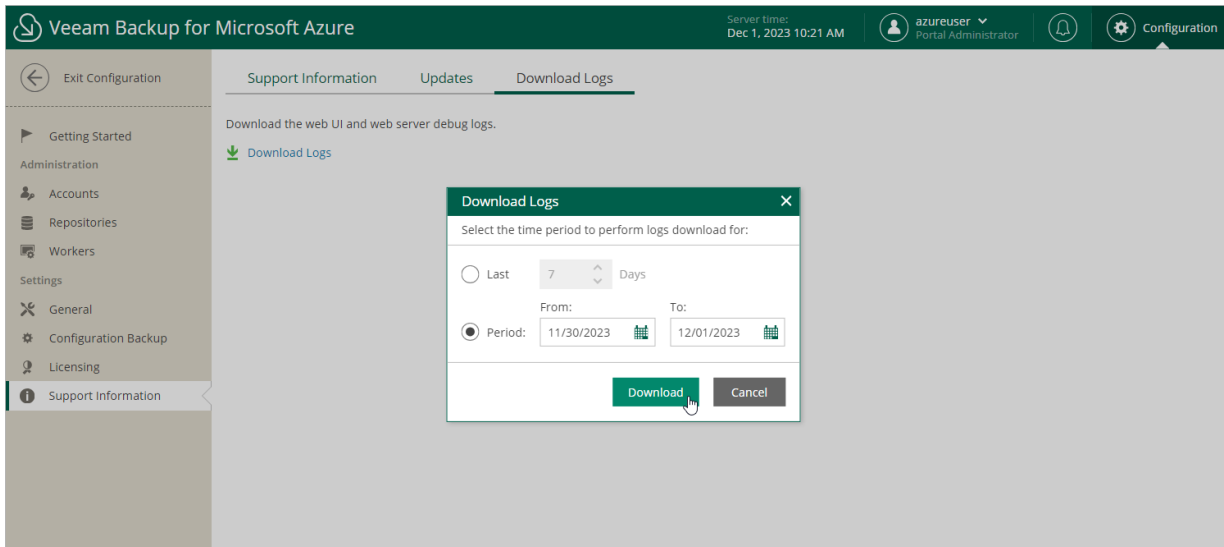 Veeam Backup for Microsoft Azure
Server time:
Dec 1, 2023 10:21 AM
azureuser
Portal Administrator
Configuration
Exit Configuration
Support Information
Updates
Download Logs
Getting Started
Administration
Accounts
Repositories
Workers
Settings
General
Configuration Backup
Licensing
Support Information
Download the web UI and web server debug logs.
Download Logs
Download Logs
Select the time period to perform logs download for:
Last 7 Days
From: To:
Period: 11/30/2023 12/01/2023
Download Cancel